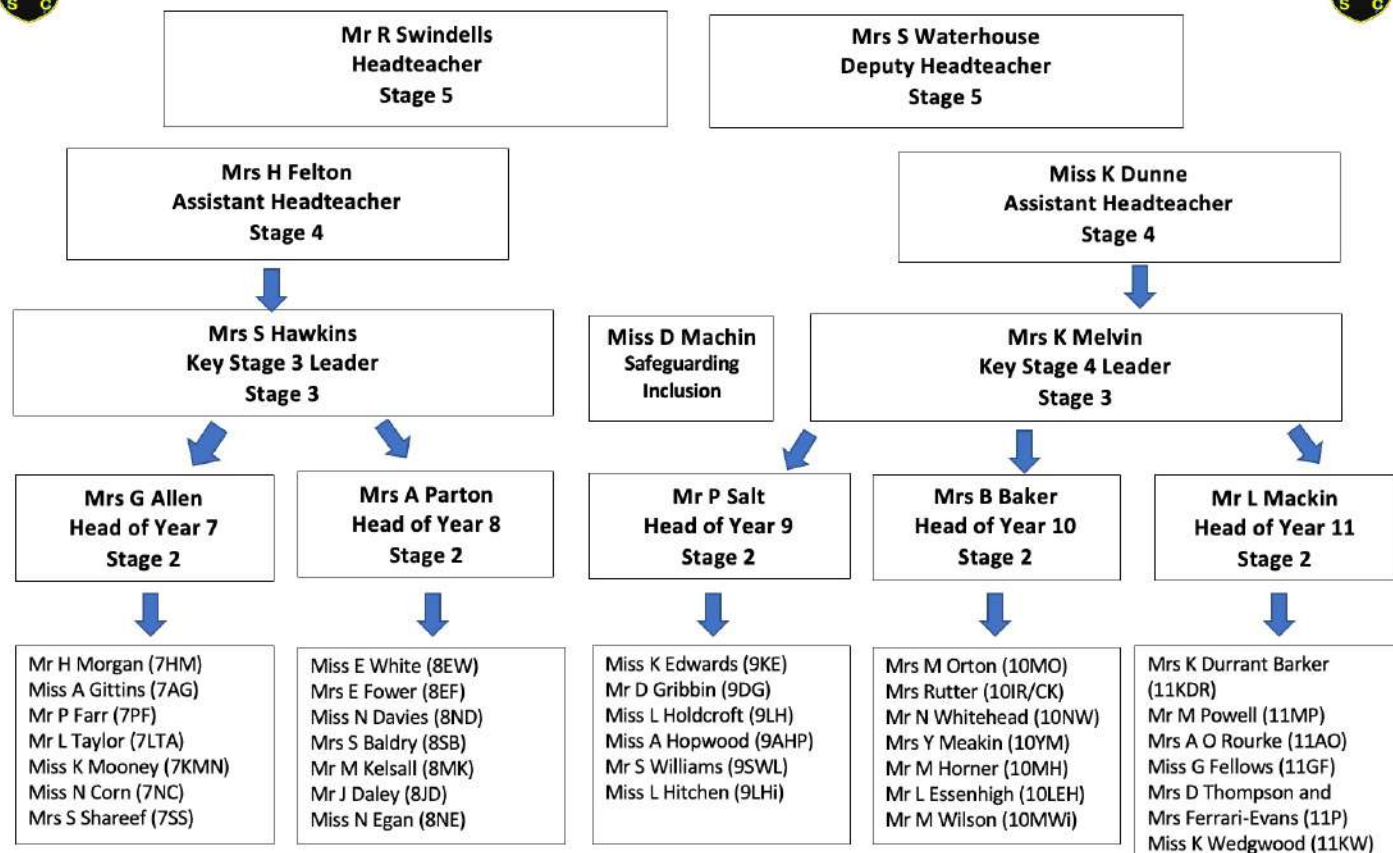 S C
S C
Mr R Swindells
Headteacher
Stage 5
Mrs S Waterhouse
Deputy Headteacher
Stage 5
Mrs H Felton
Assistant Headteacher
Stage 4
Miss K Dunne
Assistant Headteacher
Stage 4
Mrs S Hawkins
Key Stage 3 Leader
Stage 3
Miss D Machin
Safeguarding
Inclusion
Mrs K Melvin
Key Stage 4 Leader
Stage 3
Mrs G Allen
Head of Year 7
Stage 2
Mrs A Parton
Head of Year 8
Stage 2
Mr P Salt
Head of Year 9
Stage 2
Mrs B Baker
Head of Year 10
Stage 2
Mr L Mackin
Head of Year 11
Stage 2
Mr H Morgan (7HM)
Miss A Gittins (7AG)
Mr P Farr (7PF)
Mr L Taylor (7LTA)
Miss K Mooney (7KMN)
Miss N Corn (7NC)
Mrs S Shareef (7SS)
Miss E White (8EW)
Mrs E Fower (8EF)
Miss N Davies (8ND)
Mrs S Baldry (8SB)
Mr M Kelsall (8MK)
Mr J Daley (8JD)
Miss N Egan (8NE)
Miss K Edwards (9KE)
Mr D Gribbin (9DG)
Miss L Holdcroft (9LH)
Miss A Hopwood (9AHP)
Mr S Williams (9SWL)
Miss L Hitchen (9LHi)
Mrs M Orton (10MO)
Mrs Rutter (10IR/CK)
Mr N Whitehead (10NW)
Mrs Y Meakin (10YM)
Mr M Horner (10MH)
Mr L Essenhigh (10LEH)
Mr M Wilson (10MWi)
Mrs K Durrant Barker
(11KDR)
Mr M Powell (11MP)
Mrs A O Rourke (11AO)
Miss G Fellows (11GF)
Mrs D Thompson and
Mrs Ferrari-Evans (11P)
Miss K Wedgwood (11KW)